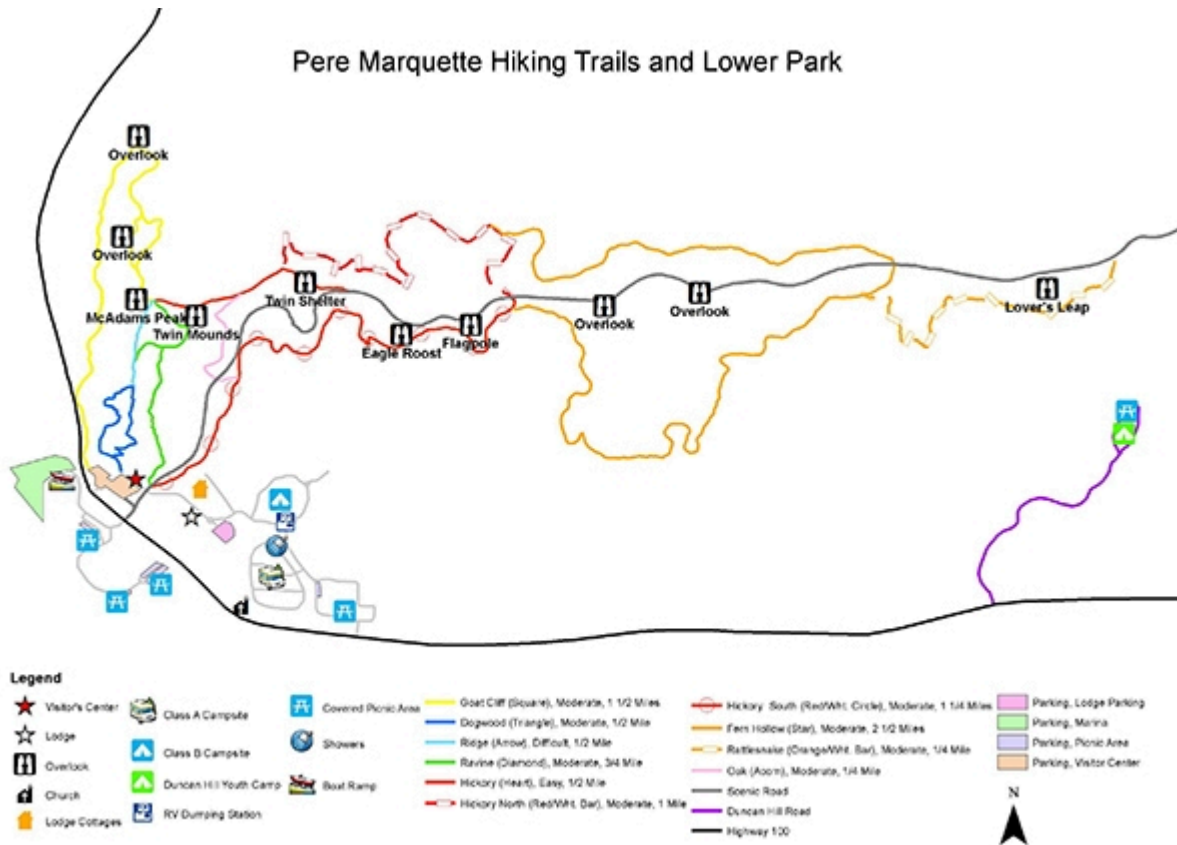 Pere Marquette Hiking Trails and Lower Park
Overlook
Overlook
McAdams Peak
Twin Mounds
Twin Shelter
Eagle Roost
Flagpole
Overlook
Overlook
Lover's Leap
Legend
Visitor's Center
Lodge
Overlook
Church
Lodge Cottages
Class A Campsite
Class B Campsite
Duncan Hill Youth Camp
RV Dumping Station
Covered Picnic Area
Showers
Boat Ramp
Goat Cliff (Square), Moderate, 1 1/2 Miles
Dogwood (Triangle), Moderate, 1/2 Mile
Ridge (Arrow), Difficult, 1/2 Mile
Ravine (Diamond), Moderate, 3/4 Mile
Hickory (Heart), Easy, 1/2 Mile
Hickory North (Red/Wht. Bar), Moderate, 1 Mile
Hickory South (Red/Wht. Circle), Moderate, 1 1/4 Miles
Fern Hollow (Star), Moderate, 2 1/2 Miles
Rattlesnake (Orange/Wht. Bar), Moderate, 1/4 Mile
Oak (Acorn), Moderate, 1/4 Mile
Scenic Road
Duncan Hill Road
Highway 100
Parking, Lodge Parking
Parking, Marina
Parking, Picnic Area
Parking, Visitor Center
N